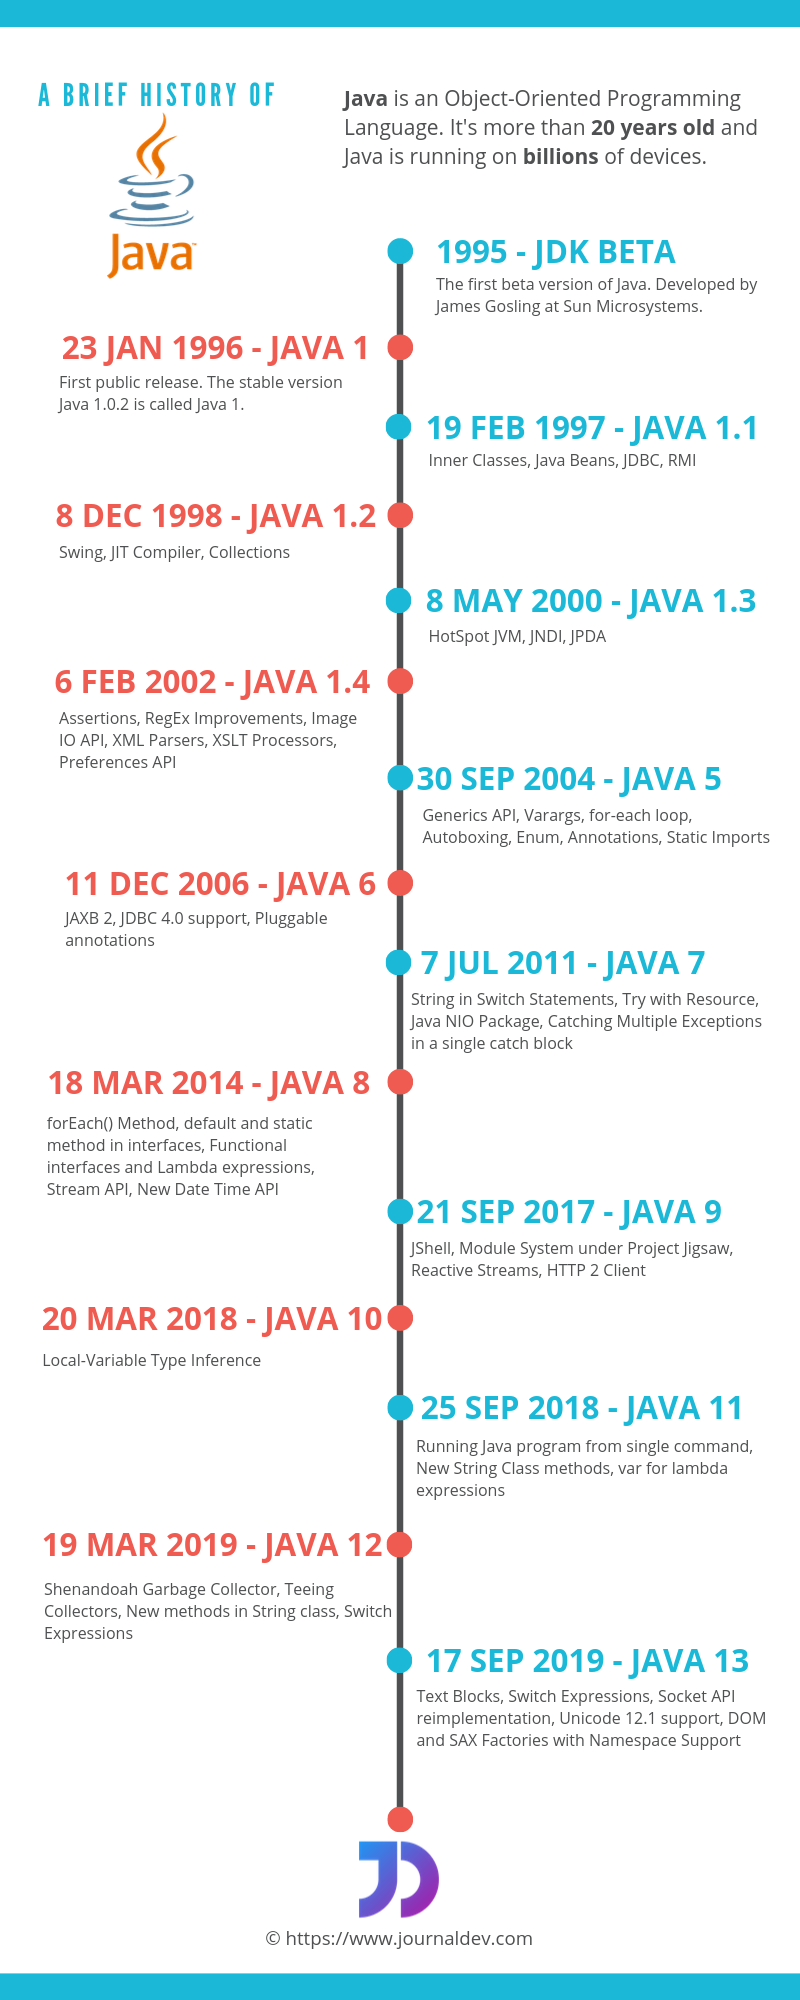 A BRIEF HISTORY OF
Java™
Java is an Object-Oriented Programming
Language. It's more than 20 years old and
Java is running on billions of devices.
1995 - JDK BETA
The first beta version of Java. Developed by
James Gosling at Sun Microsystems.
23 JAN 1996 - JAVA 1
First public release. The stable version
Java 1.0.2 is called Java 1.
19 FEB 1997 - JAVA 1.1
Inner Classes, Java Beans, JDBC, RMI
8 DEC 1998 - JAVA 1.2
Swing, JIT Compiler, Collections
8 MAY 2000 - JAVA 1.3
HotSpot JVM, JNDI, JPDA
6 FEB 2002 - JAVA 1.4
Assertions, RegEx Improvements, Image
IO API, XML Parsers, XSLT Processors,
Preferences API
30 SEP 2004 - JAVA 5
Generics API, Varargs, for-each loop,
Autoboxing, Enum, Annotations, Static Imports
11 DEC 2006 - JAVA 6
JAXB 2, JDBC 4.0 support, Pluggable
annotations
7 JUL 2011 - JAVA 7
String in Switch Statements, Try with Resource,
Java NIO Package, Catching Multiple Exceptions
in a single catch block
18 MAR 2014 - JAVA 8
forEach() Method, default and static
method in interfaces, Functional
interfaces and Lambda expressions,
Stream API, New Date Time API
21 SEP 2017 - JAVA 9
JShell, Module System under Project Jigsaw,
Reactive Streams, HTTP 2 Client
20 MAR 2018 - JAVA 10
Local-Variable Type Inference
25 SEP 2018 - JAVA 11
Running Java program from single command,
New String Class methods, var for lambda
expressions
19 MAR 2019 - JAVA 12
Shenandoah Garbage Collector, Teeing
Collectors, New methods in String class, Switch
Expressions
17 SEP 2019 - JAVA 13
Text Blocks, Switch Expressions, Socket API
reimplementation, Unicode 12.1 support, DOM
and SAX Factories with Namespace Support
JD
© https://www.journaldev.com